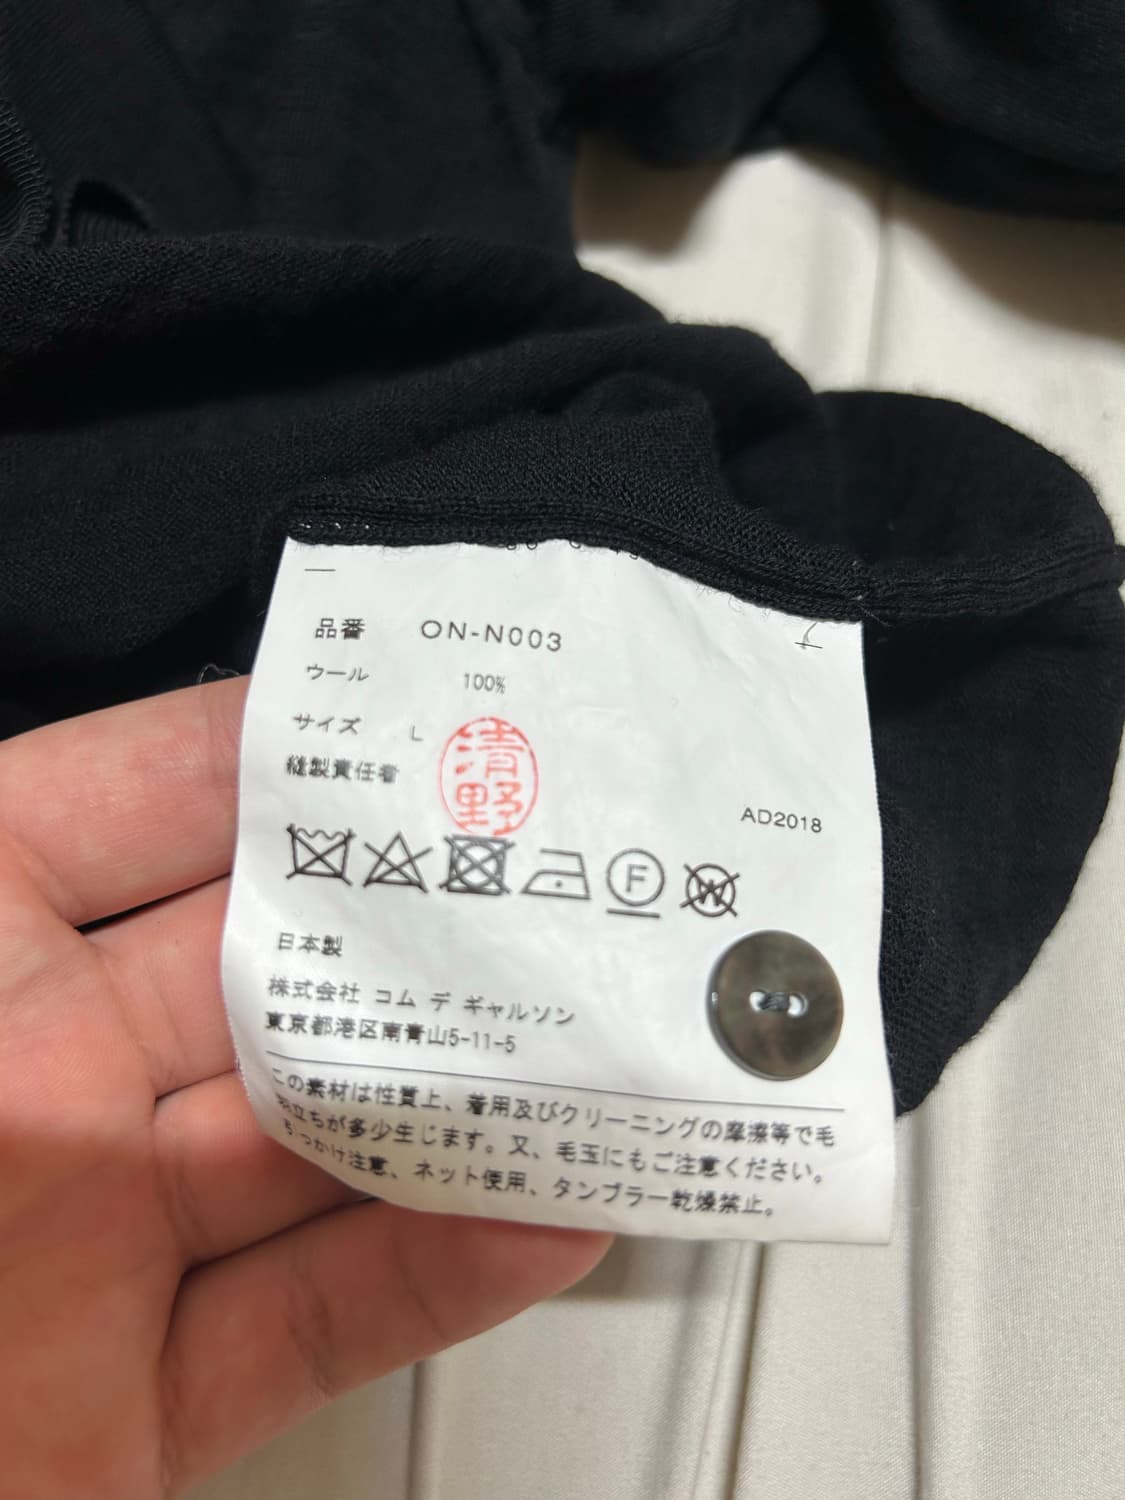 品番 ON-N003
ウール 100%
サイズ L
縫製責任者 清野
AD2018
F
W
日本製
株式会社 コム デ ギャルソン
東京都港区南青山5-11-5
この素材は性質上、着用及びクリーニングの摩擦等で毛
羽立ちが多少生じます。又、毛玉にもご注意ください。
引っかけ注意、ネット使用、タンブラー乾燥禁止。